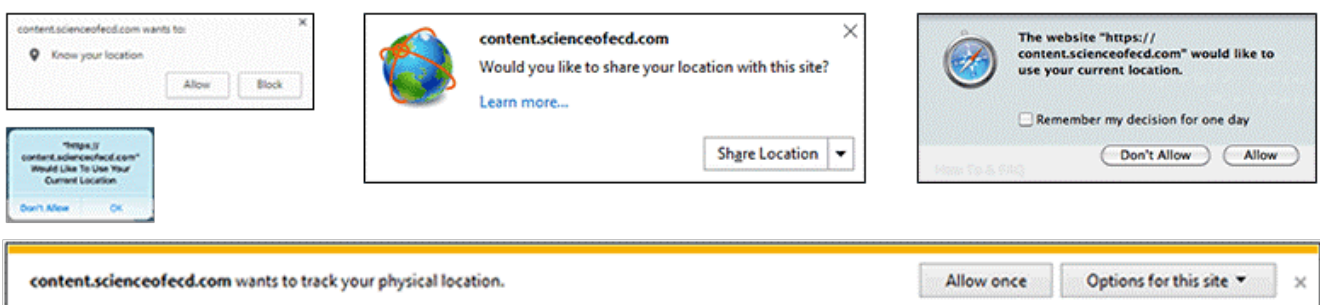 content.scienceofecd.com wants to:
Know your location
Allow Block
"https://
content.scienceofecd.com"
Would Like To Use Your
Current Location
Don't Allow OK
content.scienceofecd.com
Would you like to share your location with this site?
Learn more...
Share Location
The website "https://
content.scienceofecd.com" would like to
use your current location.
Remember my decision for one day
Don't Allow Allow
How To & FAQ
content.scienceofecd.com wants to track your physical location.
Allow once Options for this site